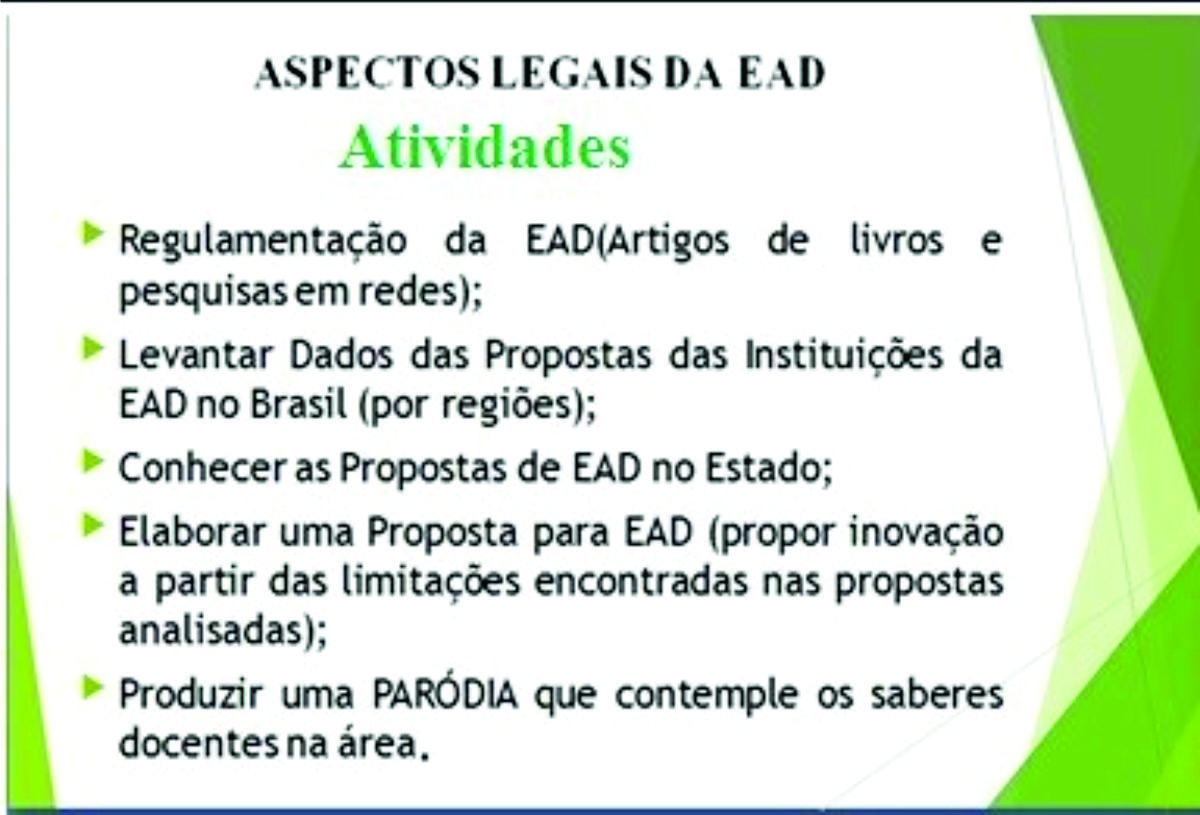 ASPECTOS LEGAIS DA EAD
Atividades
Regulamentação da EAD(Artigos de livros e
pesquisas em redes);
Levantar Dados das Propostas das Instituições da
EAD no Brasil (por regiões);
Conhecer as Propostas de EAD no Estado;
Elaborar uma Proposta para EAD (propor inovação
a partir das limitações encontradas nas propostas
analisadas);
Produzir uma PARÓDIA que contemple os saberes
docentes na área.